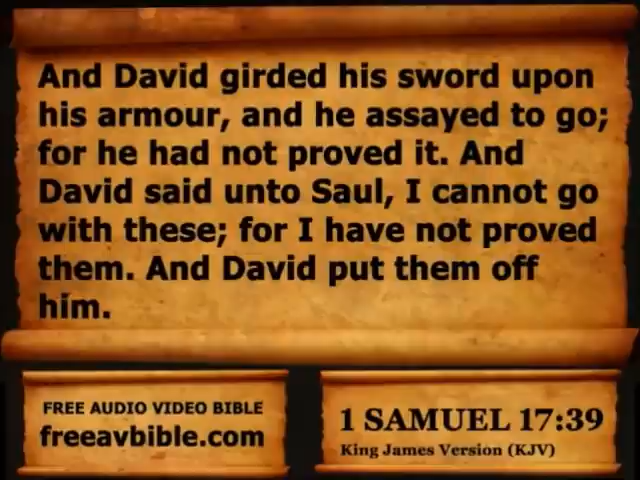 And David girded his sword upon
his armour, and he assayed to go;
for he had not proved it. And
David said unto Saul, I cannot go
with these; for I have not proved
them. And David put them off
him.
FREE AUDIO VIDEO BIBLE
freeavbible.com
1 SAMUEL 17:39
King James Version (KJV)